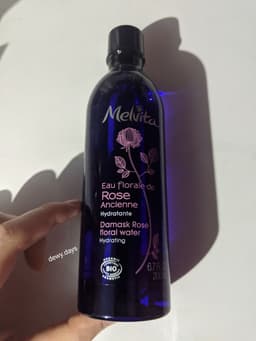 Melvita
Eau florale de
Rose
Ancienne
Hydratante
Damask Rose
floral water
Hydrating
dewy.days
BIO